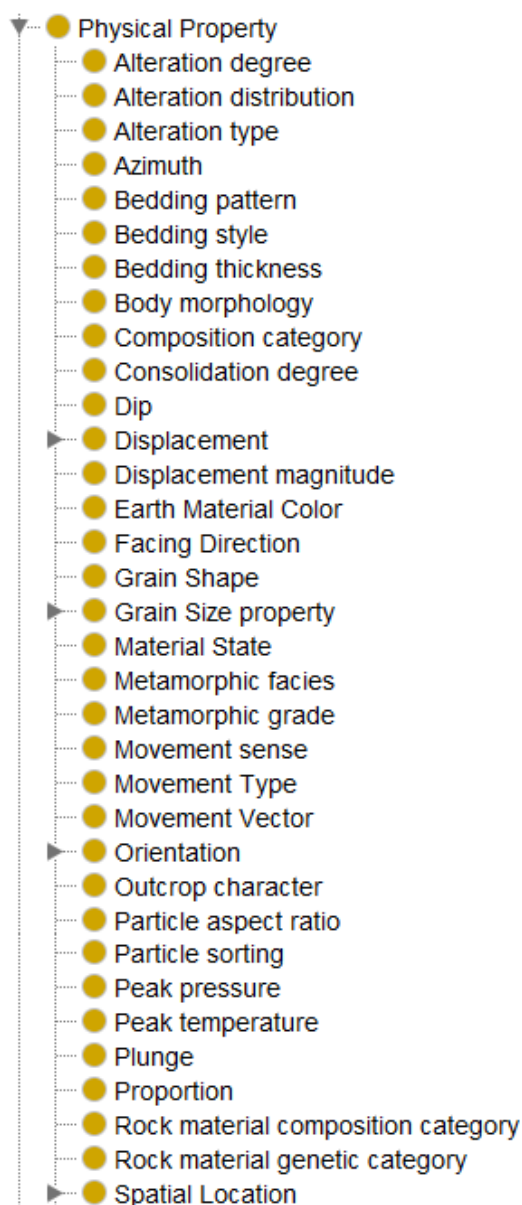 Physical Property
Alteration degree
Alteration distribution
Alteration type
Azimuth
Bedding pattern
Bedding style
Bedding thickness
Body morphology
Composition category
Consolidation degree
Dip
Displacement
Displacement magnitude
Earth Material Color
Facing Direction
Grain Shape
Grain Size property
Material State
Metamorphic facies
Metamorphic grade
Movement sense
Movement Type
Movement Vector
Orientation
Outcrop character
Particle aspect ratio
Particle sorting
Peak pressure
Peak temperature
Plunge
Proportion
Rock material composition category
Rock material genetic category
Spatial Location